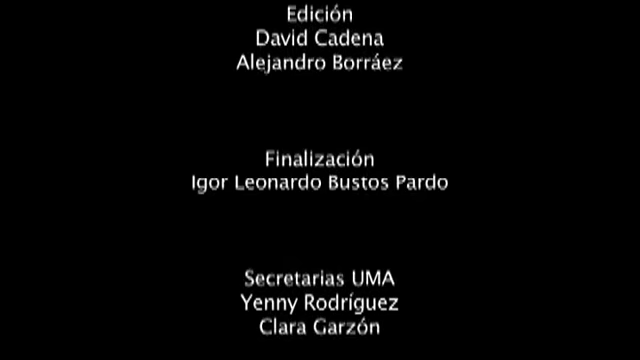 Edición
David Cadena
Alejandro Borráez
Finalización
Igor Leonardo Bustos Pardo
Secretarias UMA
Yenny Rodríguez
Clara Garzón